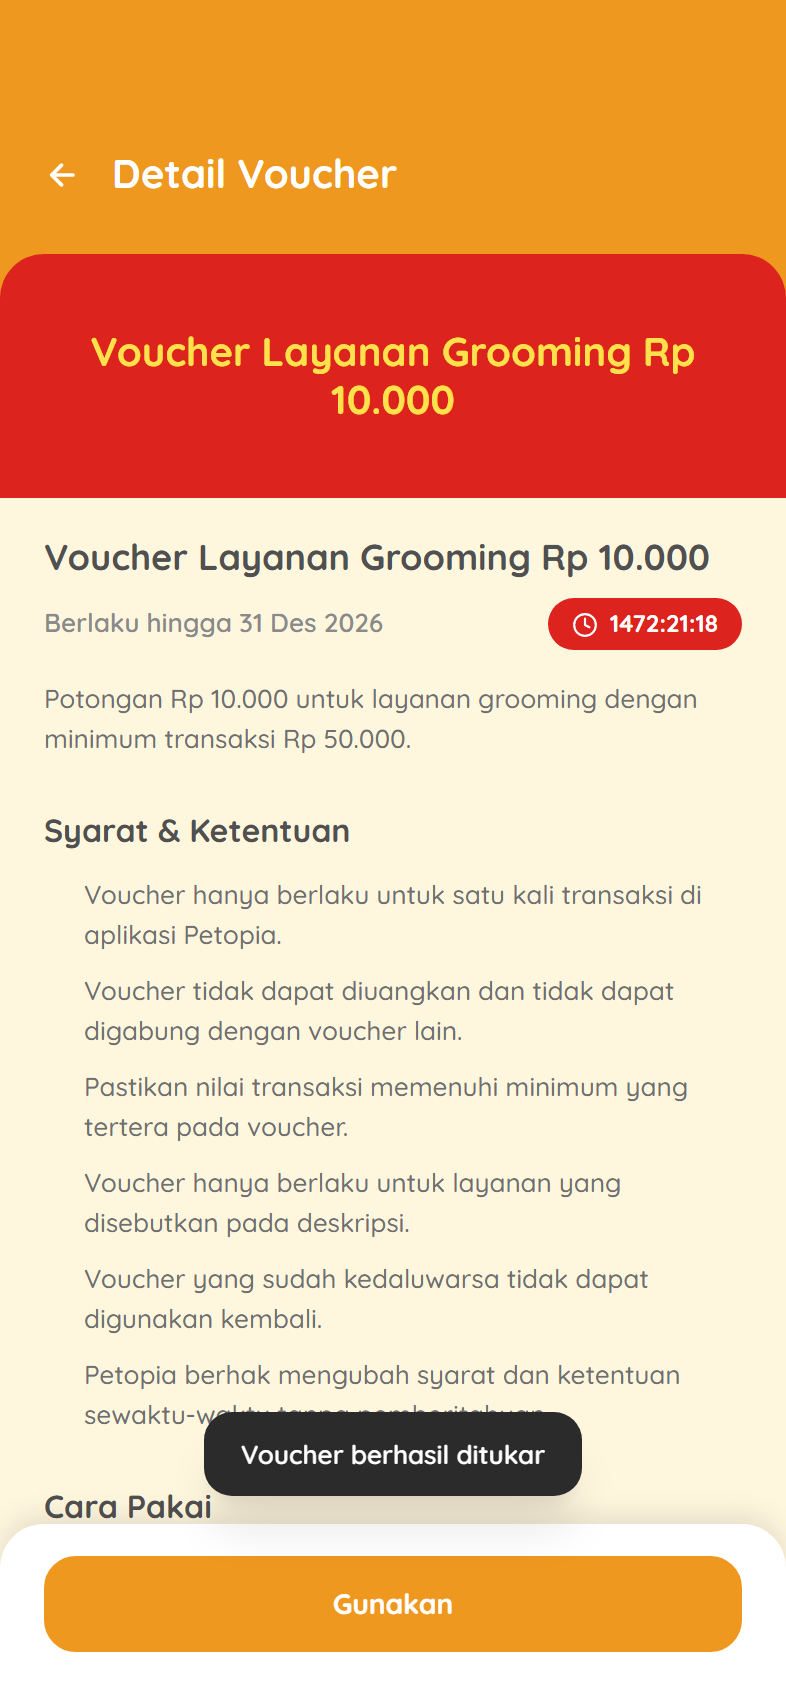 Detail Voucher
Voucher Layanan Grooming Rp
10.000
Voucher Layanan Grooming Rp 10.000
Berlaku hingga 31 Des 2026
1472:21:18
Potongan Rp 10.000 untuk layanan grooming dengan
minimum transaksi Rp 50.000.
Syarat & Ketentuan
Voucher hanya berlaku untuk satu kali transaksi di
aplikasi Petopia.
Voucher tidak dapat diuangkan dan tidak dapat
digabung dengan voucher lain.
Pastikan nilai transaksi memenuhi minimum yang
tertera pada voucher.
Voucher hanya berlaku untuk layanan yang
disebutkan pada deskripsi.
Voucher yang sudah kedaluwarsa tidak dapat
digunakan kembali.
Petopia berhak mengubah syarat dan ketentuan
sewaktu-waktu tanpa pemberitahuan.
Voucher berhasil ditukar
Cara Pakai
Gunakan